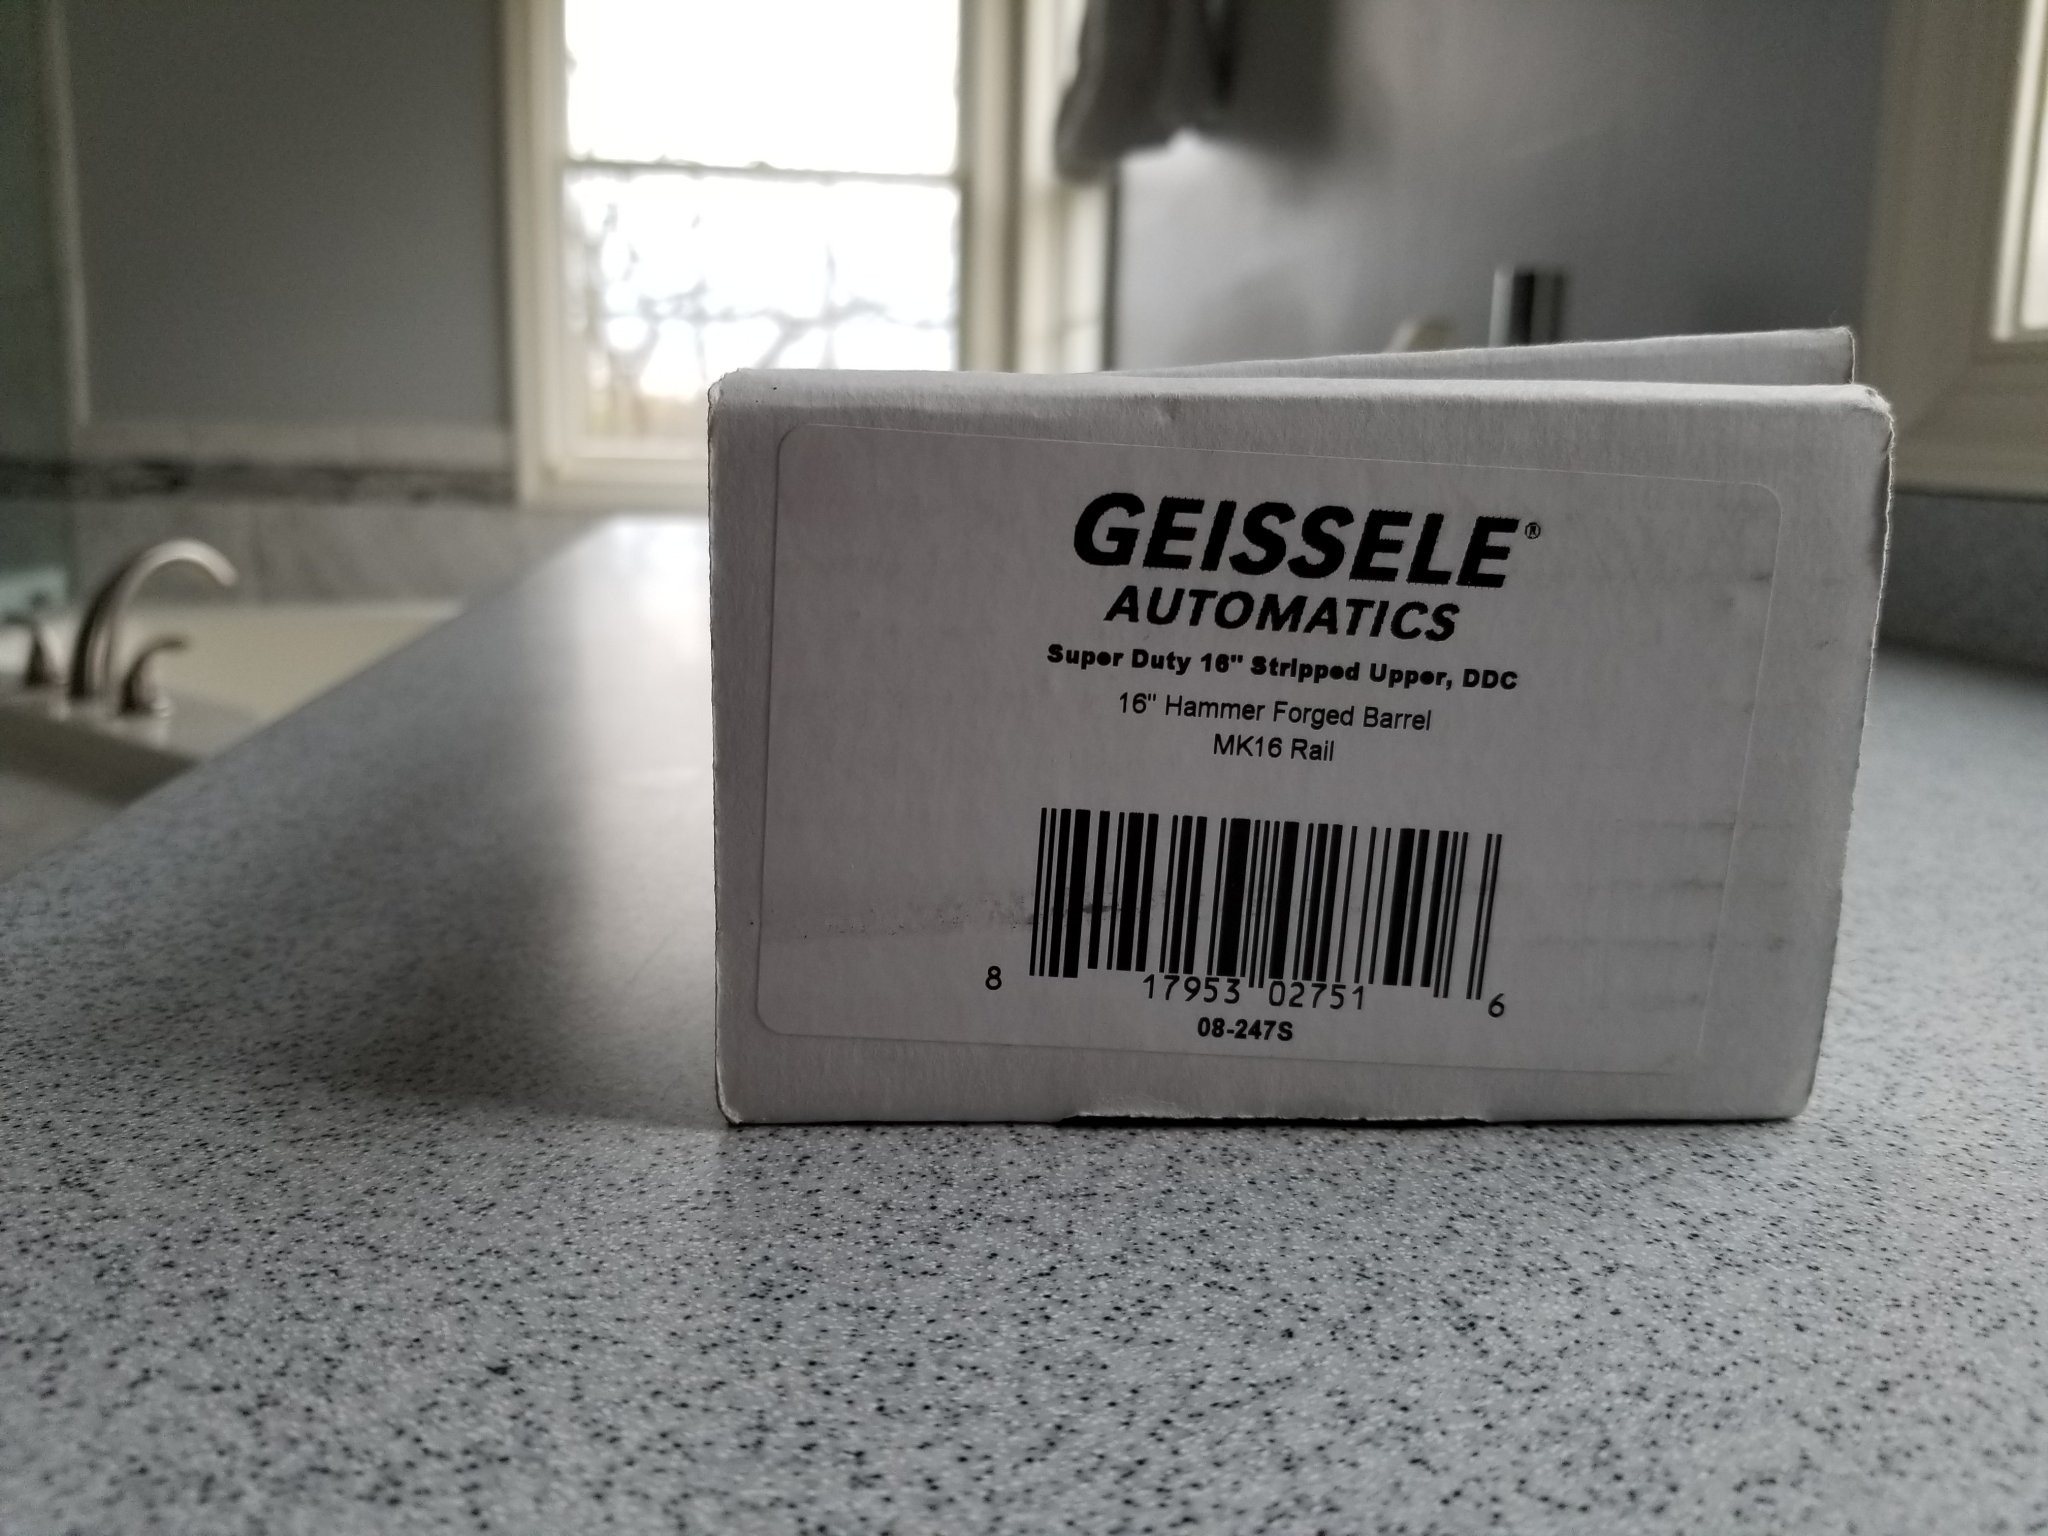 GEISSELE®
AUTOMATICS
Super Duty 16" Stripped Upper, DDC
16" Hammer Forged Barrel
MK16 Rail
8 17953 02751 6
08-247S